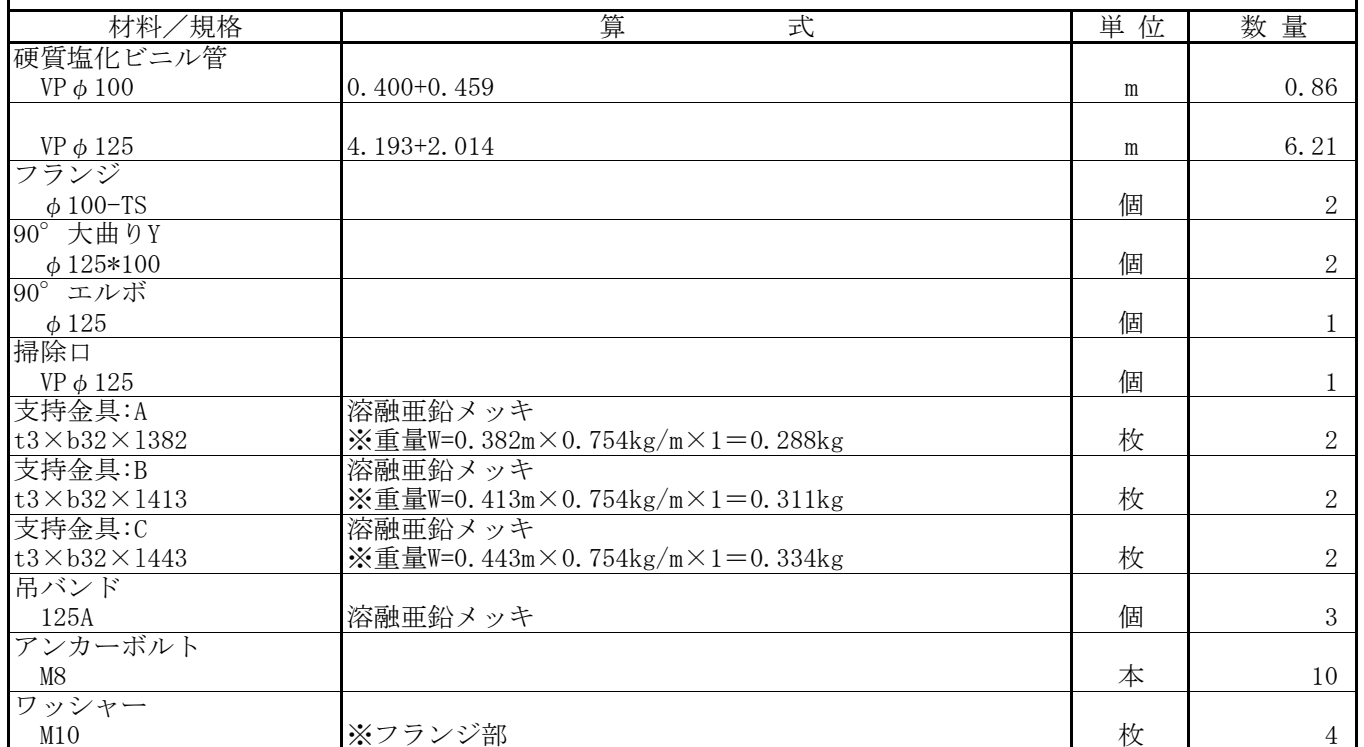 材料／規格 算 式 単 位 数 量
硬質塩化ビニル管
VPφ100 0.400+0.459 m 0.86
VPφ125 4.193+2.014 m 6.21
フランジ
φ100-TS 個 2
90°大曲りY
φ125*100 個 2
90°エルボ
φ125 個 1
掃除口
VPφ125 個 1
支持金具:A 溶融亜鉛メッキ
t3×b32×l382 ※重量W=0.382m×0.754kg/m×1＝0.288kg 枚 2
支持金具:B 溶融亜鉛メッキ
t3×b32×l413 ※重量W=0.413m×0.754kg/m×1＝0.311kg 枚 2
支持金具:C 溶融亜鉛メッキ
t3×b32×l443 ※重量W=0.443m×0.754kg/m×1＝0.334kg 枚 2
吊バンド
125A 溶融亜鉛メッキ 個 3
アンカーボルト
M8 本 10
ワッシャー
M10 ※フランジ部 枚 4